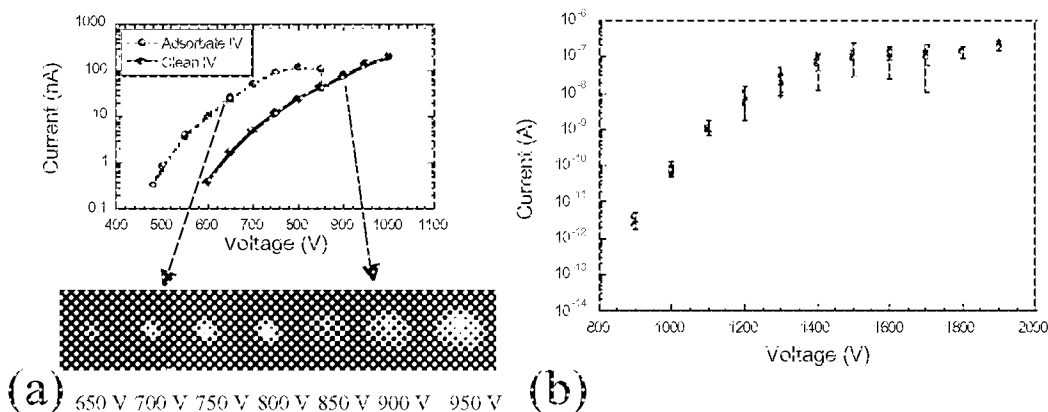 1000
100
10
1
0.1
Current (nA)
Adsorbate IV
Clean IV
400 500 600 700 800 900 1000 1100
Voltage (V)
(a)
650 V 700 V 750 V 800 V 850 V 900 V 950 V
10⁻⁶
10⁻⁷
10⁻⁸
10⁻⁹
10⁻¹⁰
10⁻¹¹
10⁻¹²
10⁻¹³
10⁻¹⁴
Current (A)
800 1000 1200 1400 1600 1800 2000
Voltage (V)
(b)